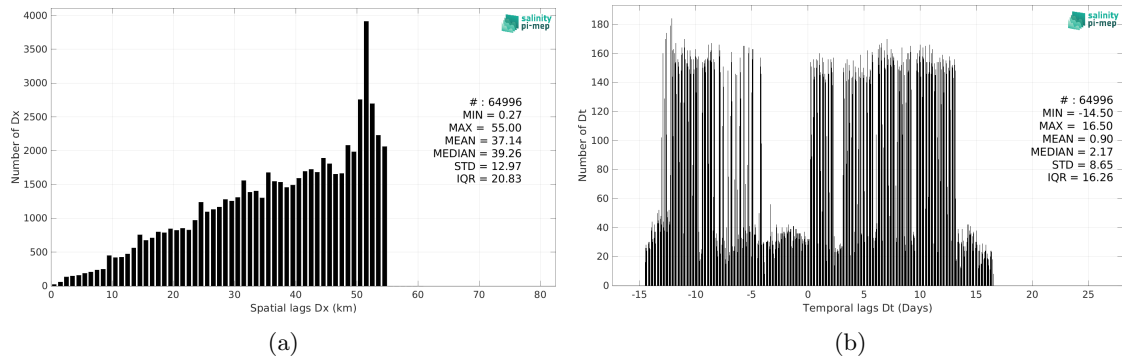 salinity
pi-mep
4000
3500
3000
2500
2000
1500
1000
500
0
Number of Dx
# : 64996
MIN = 0.27
MAX = 55.00
MEAN = 37.14
MEDIAN = 39.26
STD = 12.97
IQR = 20.83
0 10 20 30 40 50 60 70 80
Spatial lags Dx (km)
(a)
salinity
pi-mep
180
160
140
120
100
80
60
40
20
0
Number of Dt
# : 64996
MIN = -14.50
MAX = 16.50
MEAN = 0.90
MEDIAN = 2.17
STD = 8.65
IQR = 16.26
-15 -10 -5 0 5 10 15 20 25
Temporal lags Dt (Days)
(b)